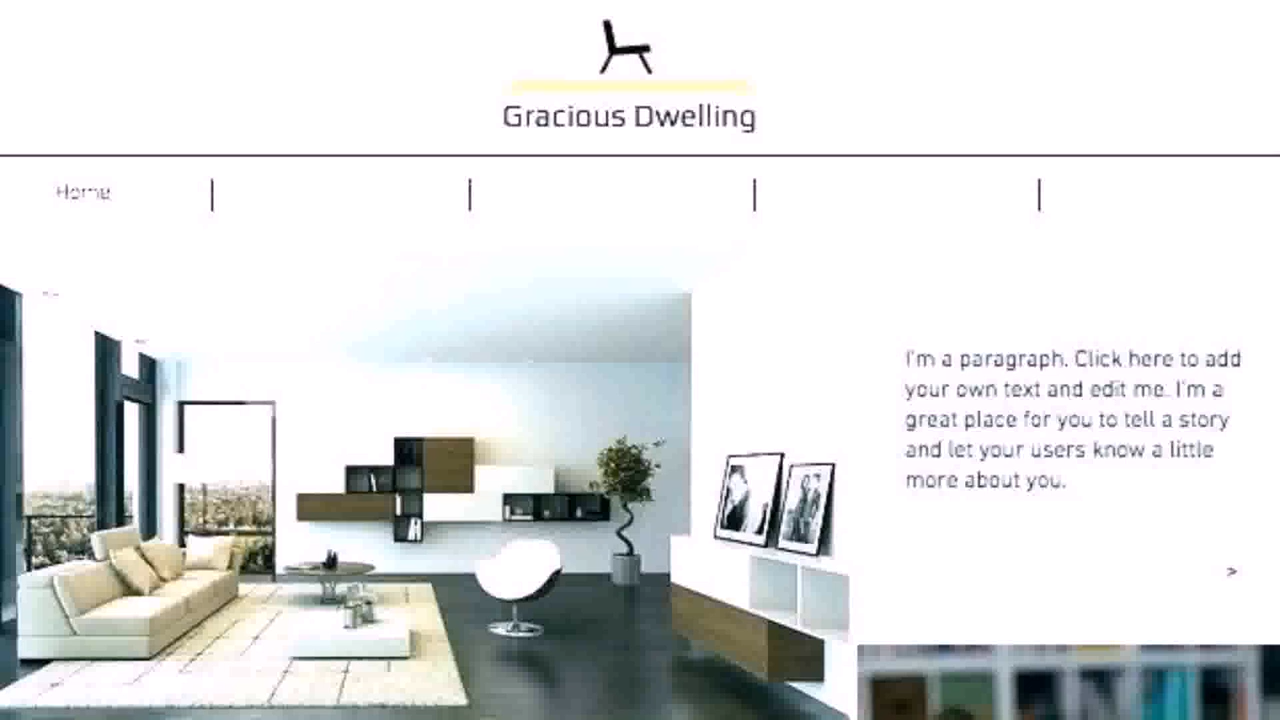 Gracious Dwelling
Home
I'm a paragraph. Click here to add
your own text and edit me. I'm a
great place for you to tell a story
and let your users know a little
more about you.
>